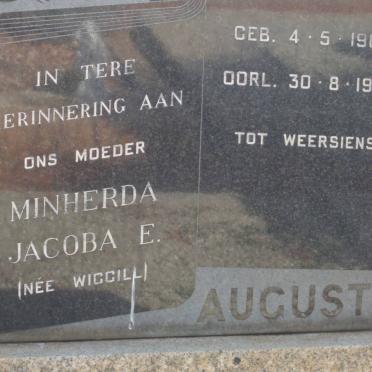 IN TERE
ERINNERING AAN
ONS MOEDER
MINHERDA
JACOBA E.
(NÉE WIGGILL)
GEB. 4·5·19
OORL. 30·8·19
TOT WEERSIENS
AUGUST